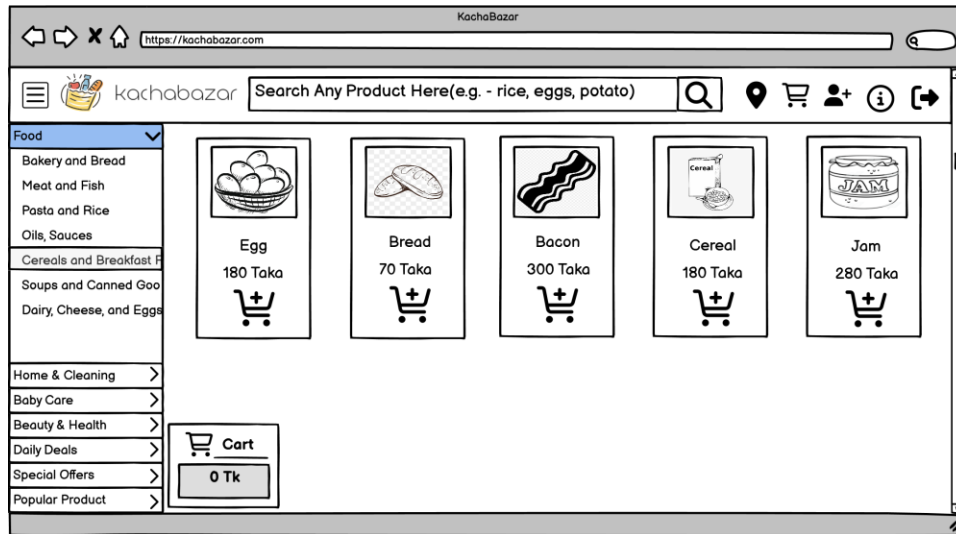 KachaBazar
https://kachabazar.com
kachabazar
Search Any Product Here(e.g. - rice, eggs, potato)
Food
Bakery and Bread
Meat and Fish
Pasta and Rice
Oils, Sauces
Cereals and Breakfast F
Soups and Canned Goo
Dairy, Cheese, and Eggs
Home & Cleaning
Baby Care
Beauty & Health
Daily Deals
Special Offers
Popular Product
Egg
180 Taka
Bread
70 Taka
Bacon
300 Taka
Cereal
Cereal
180 Taka
JAM
Jam
280 Taka
Cart
0 Tk